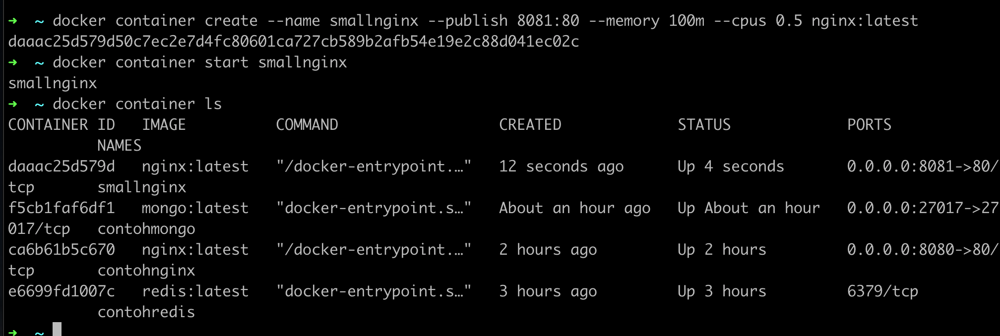 ➜  ~ docker container create --name smallnginx --publish 8081:80 --memory 100m --cpus 0.5 nginx:latest
daaac25d579d50c7ec2e7d4fc80601ca727cb589b2afb54e19e2c88d041ec02c
➜  ~ docker container start smallnginx
smallnginx
➜  ~ docker container ls
CONTAINER ID   IMAGE          COMMAND                  CREATED             STATUS             PORTS
          NAMES
daaac25d579d   nginx:latest   "/docker-entrypoint.…"   12 seconds ago      Up 4 seconds       0.0.0.0:8081->80/
tcp       smallnginx
f5cb1faf6df1   mongo:latest   "docker-entrypoint.s…"   About an hour ago   Up About an hour   0.0.0.0:27017->27
017/tcp   contohmongo
ca6b61b5c670   nginx:latest   "/docker-entrypoint.…"   2 hours ago         Up 2 hours         0.0.0.0:8080->80/
tcp       contohnginx
e6699fd1007c   redis:latest   "docker-entrypoint.s…"   3 hours ago         Up 3 hours         6379/tcp
          contohredis
➜  ~